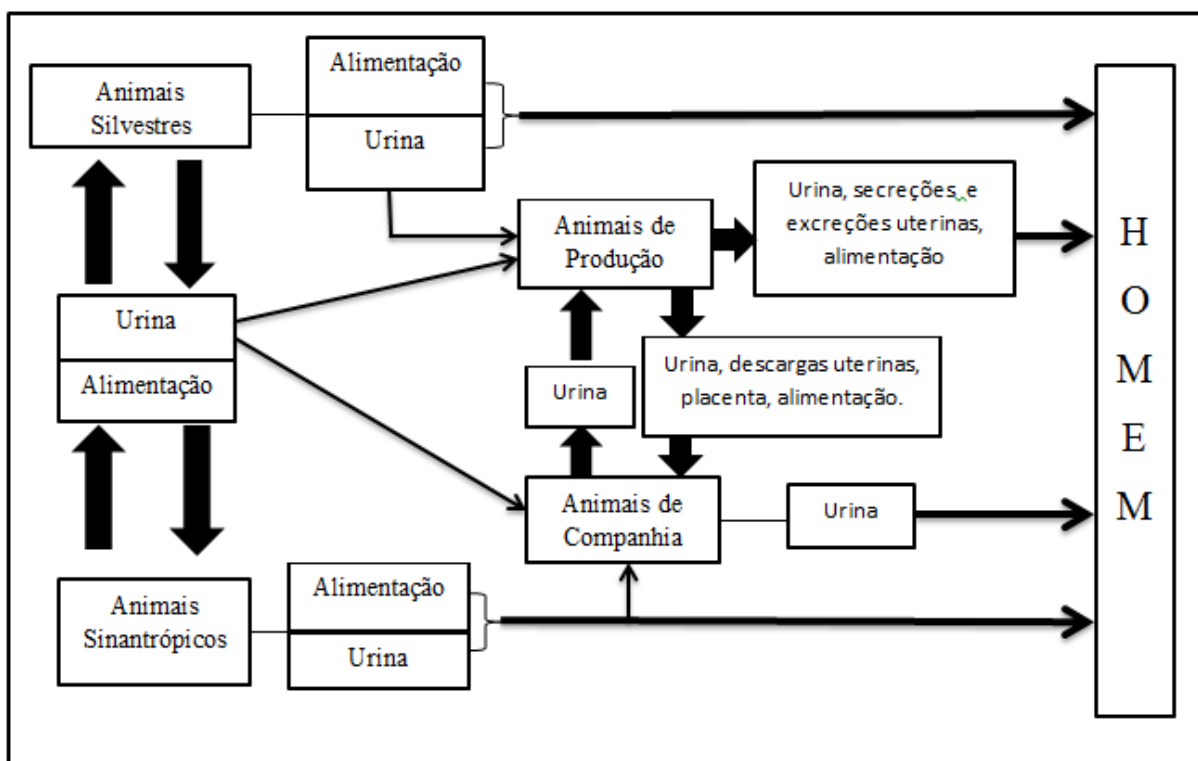 Animais
Silvestres
Alimentação
Urina
Urina
Alimentação
Animais
Sinantrópicos
Alimentação
Urina
Animais de
Produção
Urina, secreções e
excreções uterinas,
alimentação
Urina
Urina, descargas uterinas,
placenta, alimentação.
Animais de
Companhia
Urina
H
O
M
E
M